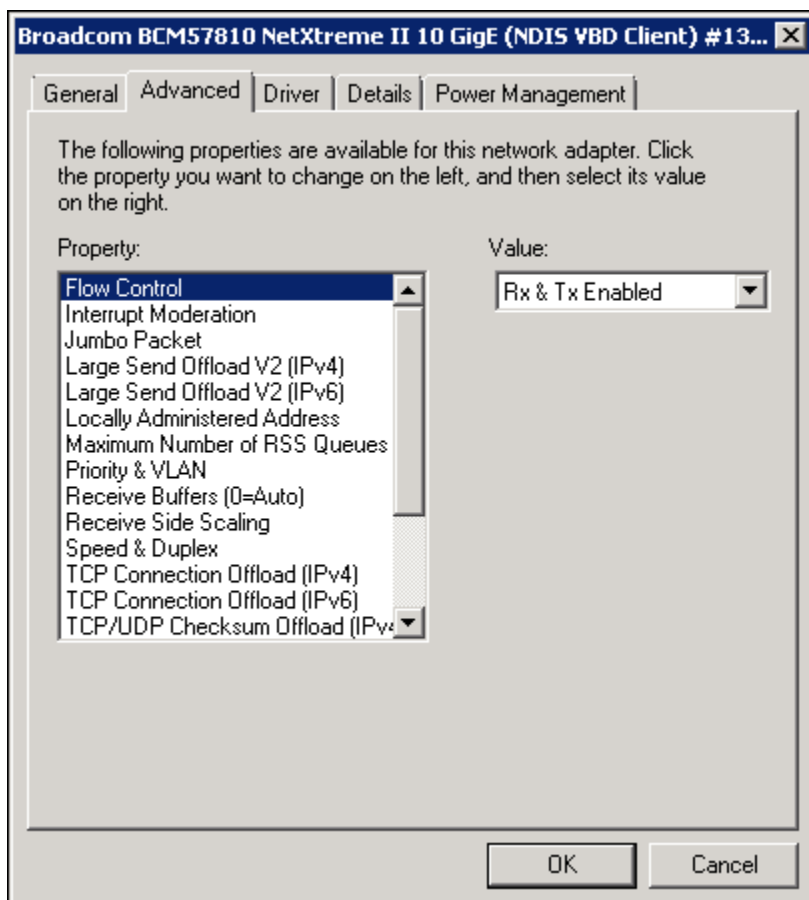 Broadcom BCM57810 NetXtreme II 10 GigE (NDIS VBD Client) #13...
General Advanced Driver Details Power Management
The following properties are available for this network adapter. Click
the property you want to change on the left, and then select its value
on the right.
Property:
Value:
Flow Control
Rx & Tx Enabled
Interrupt Moderation
Jumbo Packet
Large Send Offload V2 (IPv4)
Large Send Offload V2 (IPv6)
Locally Administered Address
Maximum Number of RSS Queues
Priority & VLAN
Receive Buffers (0=Auto)
Receive Side Scaling
Speed & Duplex
TCP Connection Offload (IPv4)
TCP Connection Offload (IPv6)
TCP/UDP Checksum Offload (IPv4
OK Cancel